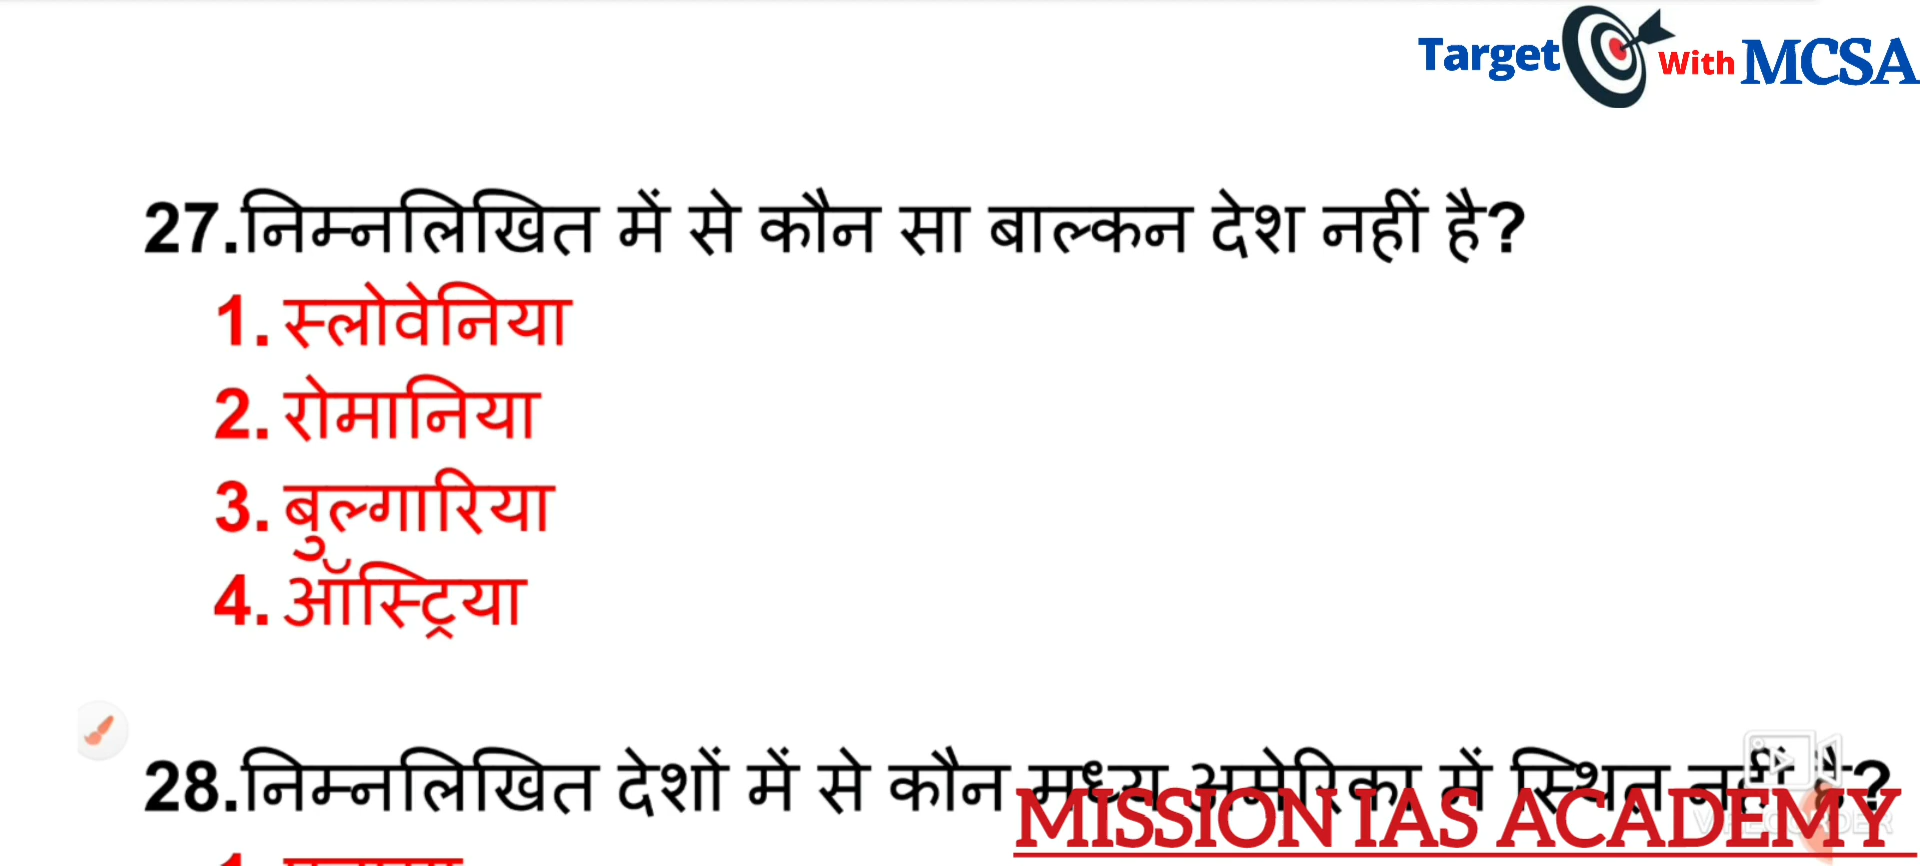 Target With MCSA
27.निम्नलिखित में से कौन सा बाल्कन देश नहीं है?
1. स्लोवेनिया
2. रोमानिया
3. बुल्गारिया
4. ऑस्ट्रिया
28.निम्नलिखित देशों में से कौन मध्य अमेरिका में स्थित नहीं है?
MISSION IAS ACADEMY
1.